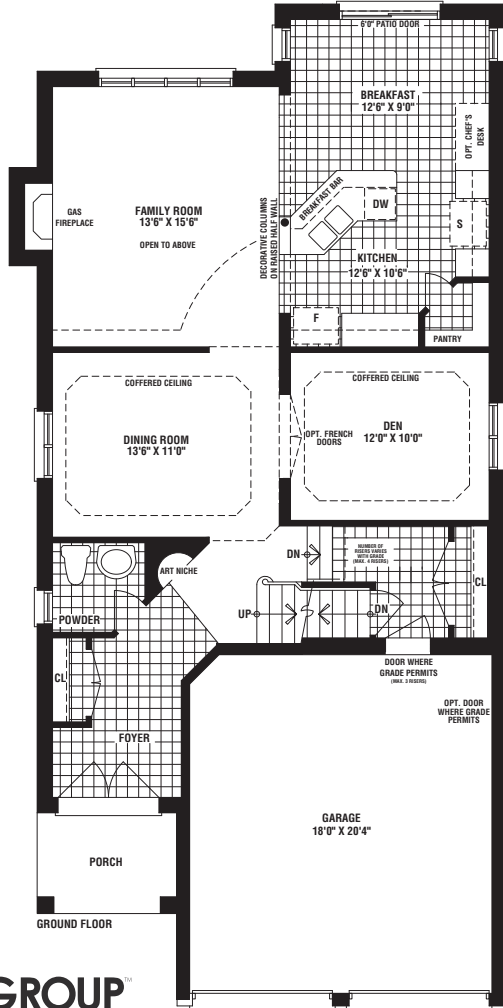 6'0" PATIO DOOR
BREAKFAST
12'6" X 9'0"
OPT. CHEF'S
DESK
GAS
FIREPLACE
FAMILY ROOM
13'6" X 15'6"
OPEN TO ABOVE
DECORATIVE COLUMNS
ON RAISED HALF WALL
BREAKFAST BAR
DW
S
KITCHEN
12'6" X 10'6"
F
PANTRY
COFFERED CEILING
DINING ROOM
13'6" X 11'0"
COFFERED CEILING
OPT. FRENCH
DOORS
DEN
12'0" X 10'0"
ART NICHE
DN
NUMBER OF
RISERS VARIES
WITH GRADE
(MAX. 4 RISERS)
CL
POWDER
UP
DN
CL
DOOR WHERE
GRADE PERMITS
(MAX. 3 RISERS)
OPT. DOOR
WHERE GRADE
PERMITS
FOYER
GARAGE
18'0" X 20'4"
PORCH
GROUND FLOOR
GROUP™